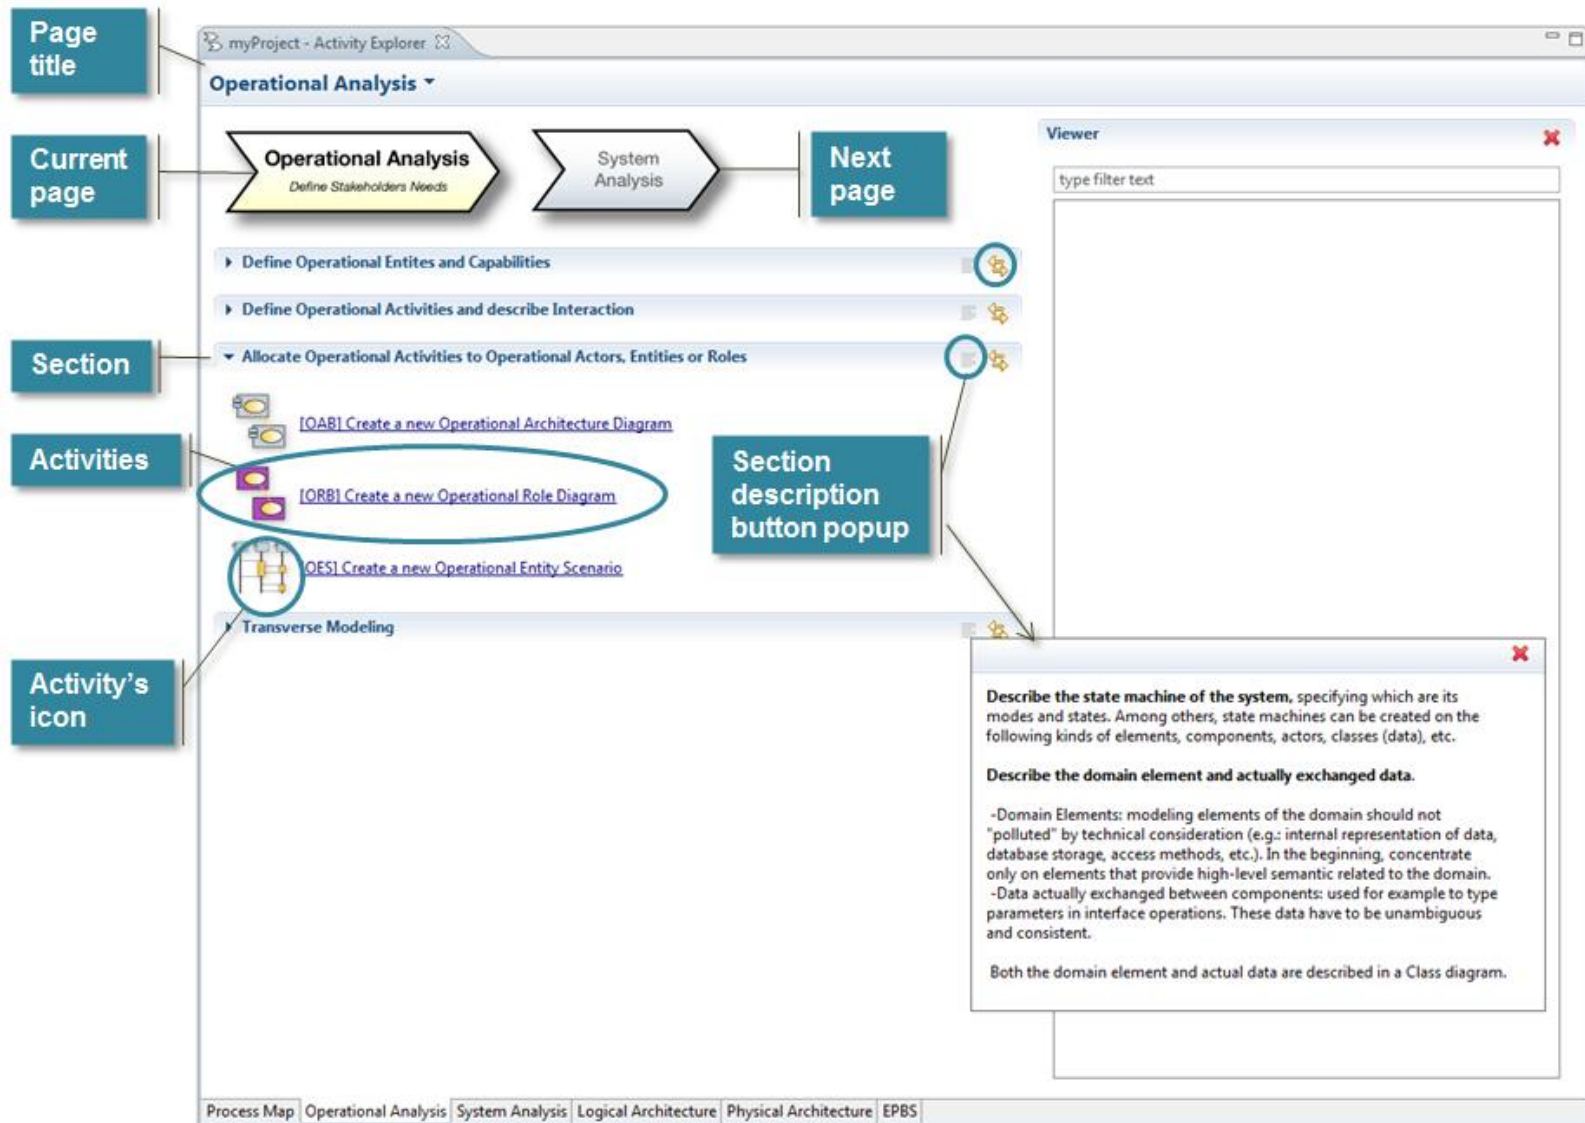 Page
title
myProject - Activity Explorer
Operational Analysis
Current
page
Operational Analysis
Define Stakeholders Needs
System
Analysis
Next
page
Viewer
type filter text
Define Operational Entites and Capabilities
Define Operational Activities and describe Interaction
Section
Allocate Operational Activities to Operational Actors, Entities or Roles
[OAB] Create a new Operational Architecture Diagram
Activities
[ORB] Create a new Operational Role Diagram
Section
description
button popup
OES] Create a new Operational Entity Scenario
Transverse Modeling
Activity's
icon
Describe the state machine of the system, specifying which are its
modes and states. Among others, state machines can be created on the
following kinds of elements, components, actors, classes (data), etc.
Describe the domain element and actually exchanged data.
-Domain Elements: modeling elements of the domain should not
"polluted" by technical consideration (e.g.: internal representation of data,
database storage, access methods, etc.). In the beginning, concentrate
only on elements that provide high-level semantic related to the domain.
-Data actually exchanged between components: used for example to type
parameters in interface operations. These data have to be unambiguous
and consistent.
Both the domain element and actual data are described in a Class diagram.
Process Map Operational Analysis System Analysis Logical Architecture Physical Architecture EPBS